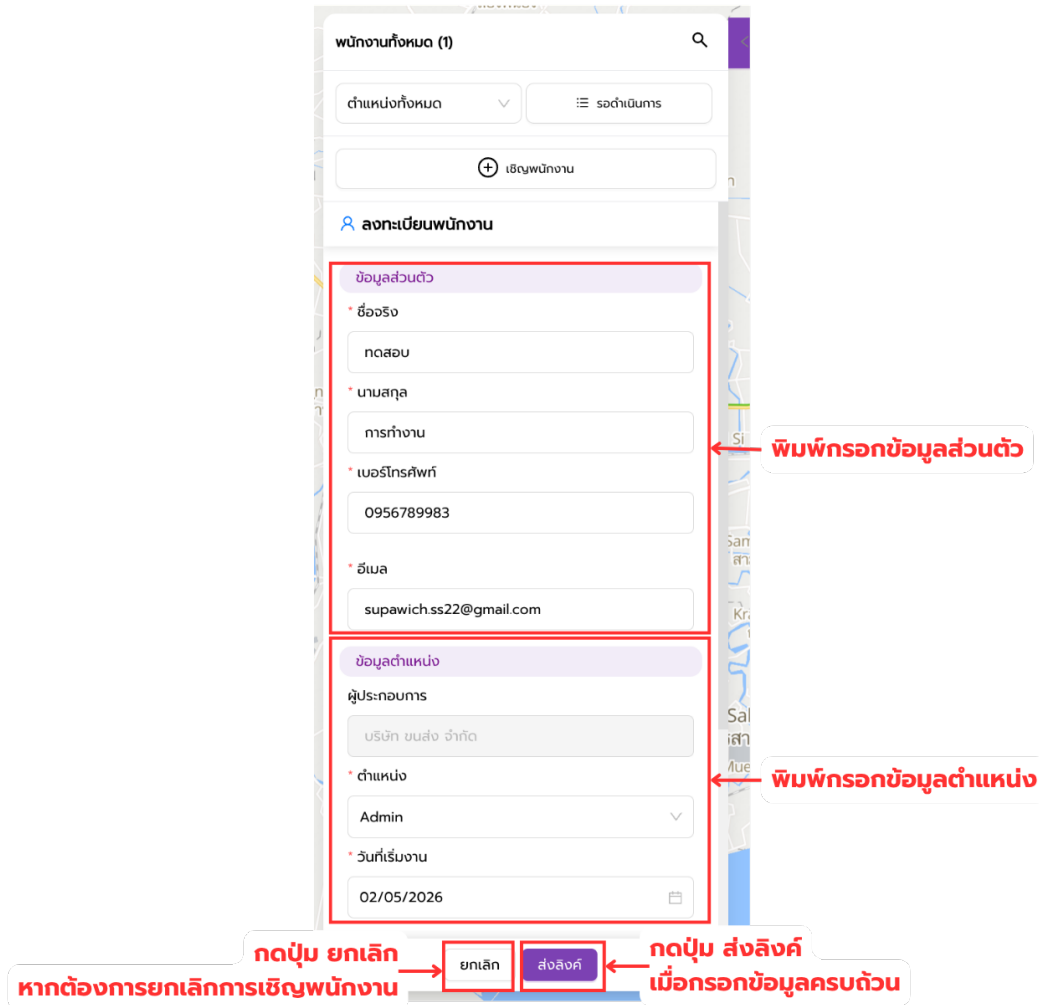 พนักงานทั้งหมด (1)
ตำแหน่งทั้งหมด
รอดำเนินการ
เชิญพนักงาน
ลงทะเบียนพนักงาน
ข้อมูลส่วนตัว
* ชื่อจริง
ทดสอบ
* นามสกุล
การทำงาน
* เบอร์โทรศัพท์
0956789983
* อีเมล
supawich.ss22@gmail.com
พิมพ์กรอกข้อมูลส่วนตัว
ข้อมูลตำแหน่ง
ผู้ประกอบการ
บริษัท ขนส่ง จำกัด
* ตำแหน่ง
Admin
* วันที่เริ่มงาน
02/05/2026
พิมพ์กรอกข้อมูลตำแหน่ง
กดปุ่ม ยกเลิก
หากต้องการยกเลิกการเชิญพนักงาน
ยกเลิก
ส่งลิงค์
กดปุ่ม ส่งลิงค์
เมื่อกรอกข้อมูลครบถ้วน